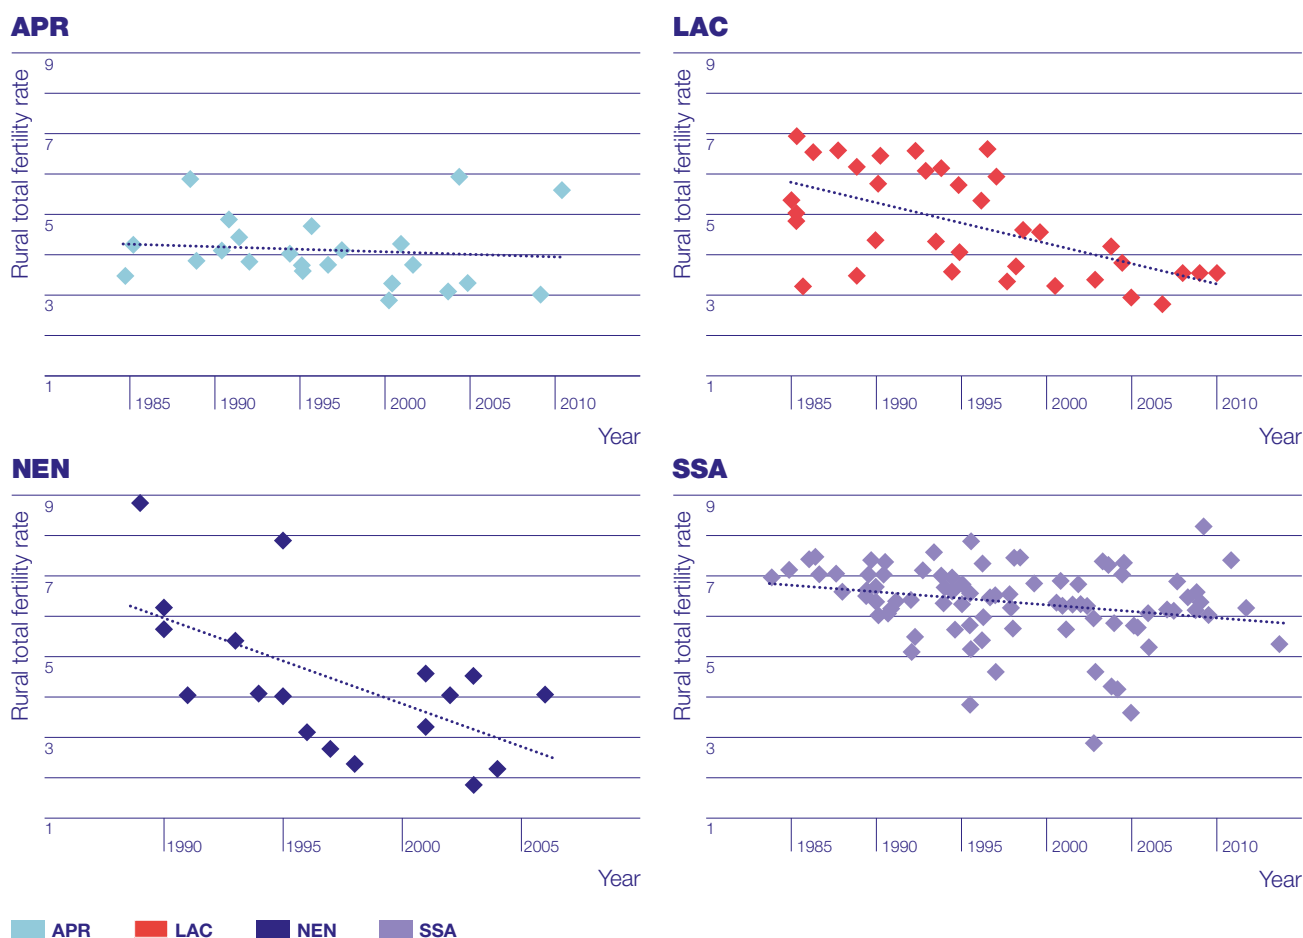 APR
Rural total fertility rate
9
7
5
3
1
1985 1990 1995 2000 2005 2010
Year
LAC
Rural total fertility rate
9
7
5
3
1
1985 1990 1995 2000 2005 2010
Year
NEN
Rural total fertility rate
9
7
5
3
1
1990 1995 2000 2005
Year
SSA
Rural total fertility rate
9
7
5
3
1
1985 1990 1995 2000 2005 2010
Year
APR LAC NEN SSA